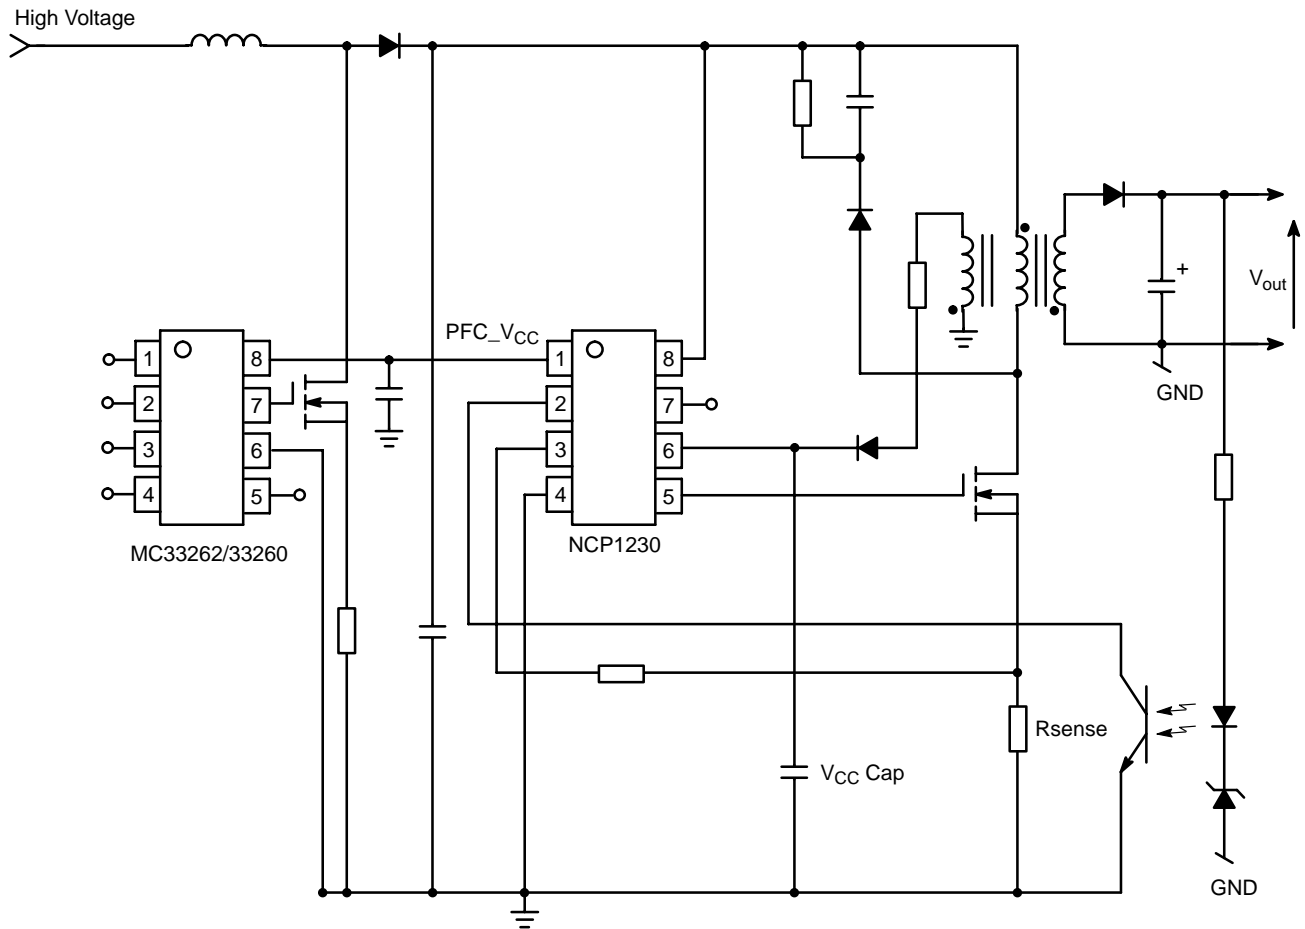 High Voltage
+
Vout
GND
PFC_VCC
1 8
2 7
3 6
4 5
MC33262/33260
1 8
2 7
3 6
4 5
NCP1230
Rsense
VCC Cap
GND